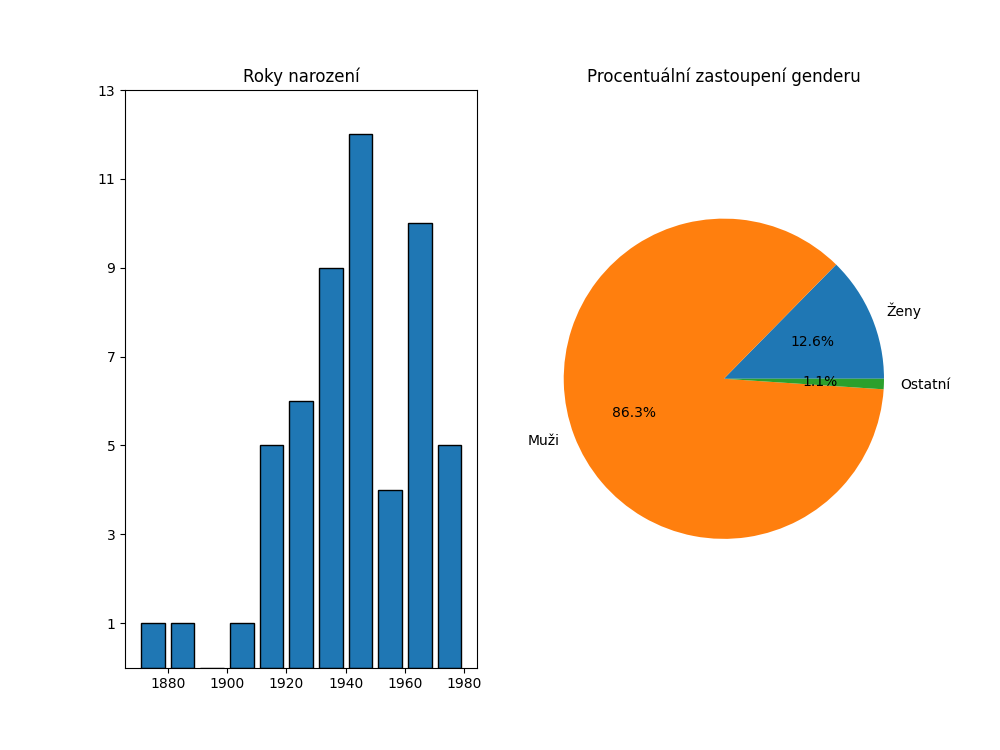 Roky narození
13
11
9
7
5
3
1
1880 1900 1920 1940 1960 1980
Procentuální zastoupení genderu
Ženy
12.6%
1.1%
Ostatní
86.3%
Muži